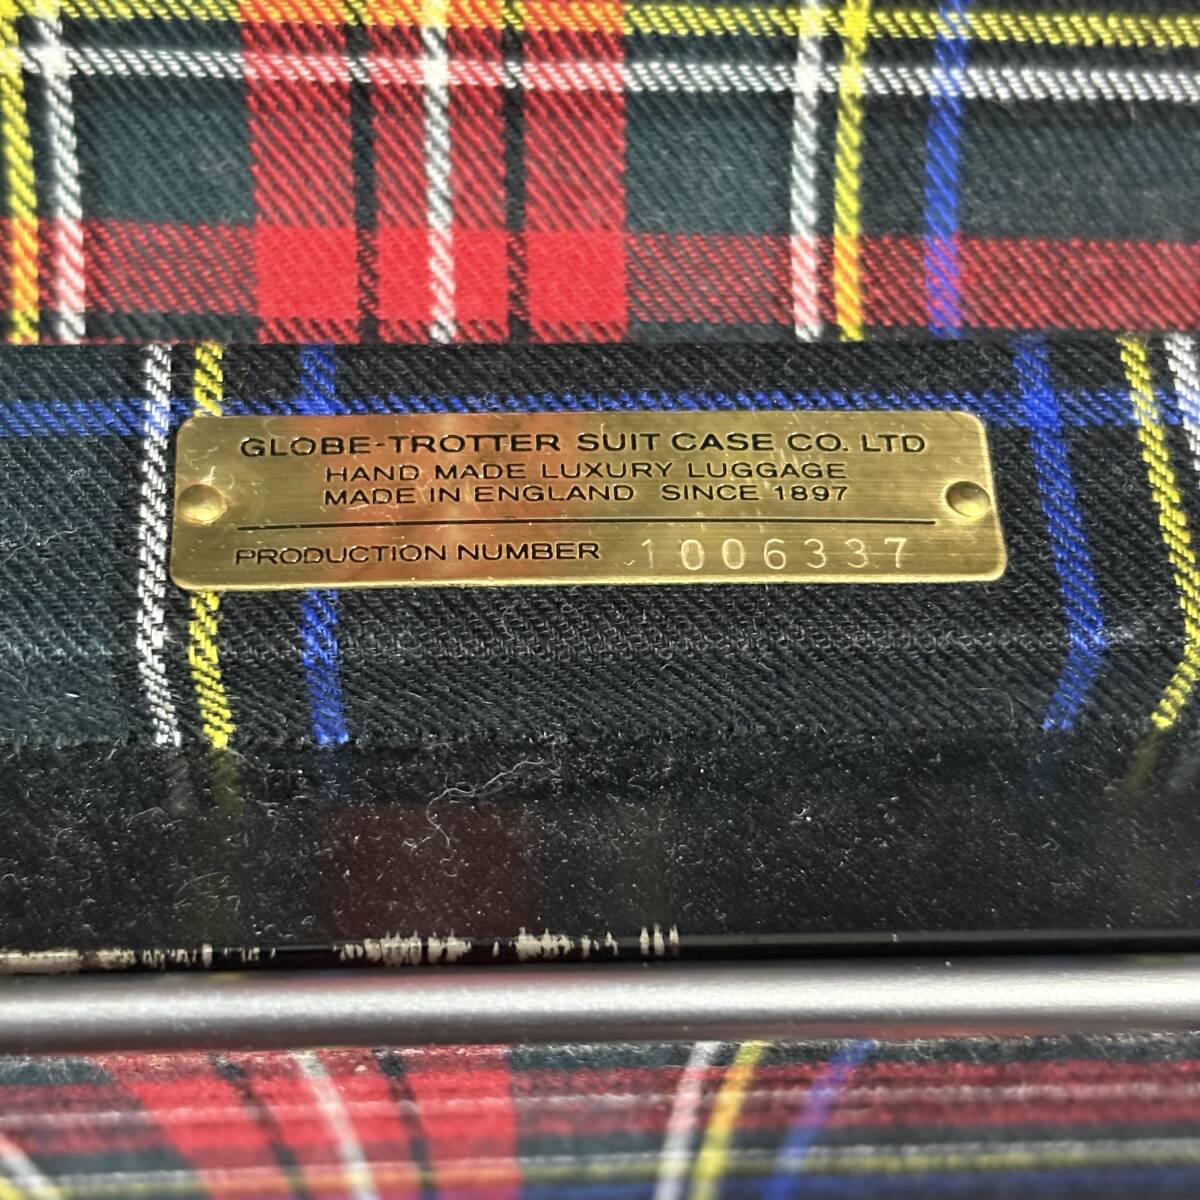 GLOBE-TROTTER SUIT CASE CO. LTD
HAND MADE LUXURY LUGGAGE
MADE IN ENGLAND SINCE 1897
PRODUCTION NUMBER 1006337